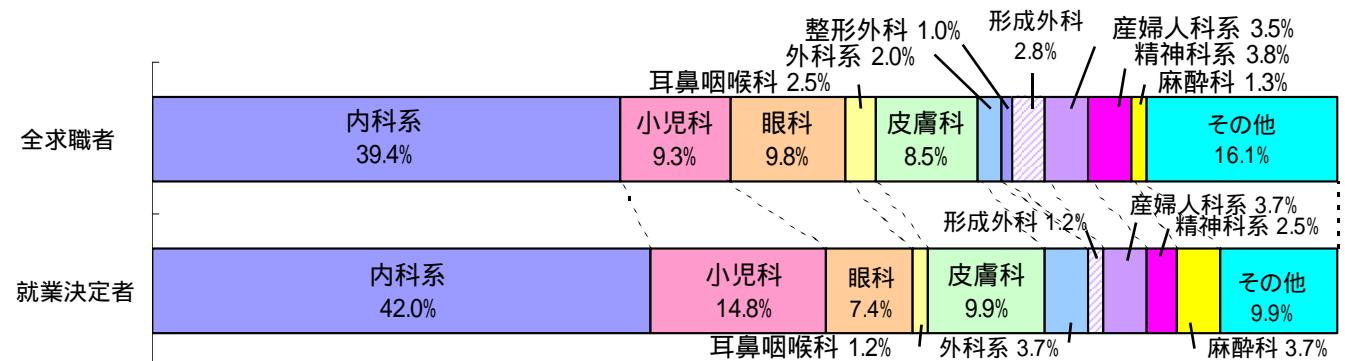 整形外科 1.0%
形成外科
2.8%
産婦人科系 3.5%
外科系 2.0%
精神科系 3.8%
耳鼻咽喉科 2.5%
麻酔科 1.3%
全求職者
内科系
39.4%
小児科
9.3%
眼科
9.8%
皮膚科
8.5%
その他
16.1%
形成外科 1.2%
産婦人科系 3.7%
精神科系 2.5%
就業決定者
内科系
42.0%
小児科
14.8%
眼科
7.4%
皮膚科
9.9%
その他
9.9%
耳鼻咽喉科 1.2%
外科系 3.7%
麻酔科 3.7%